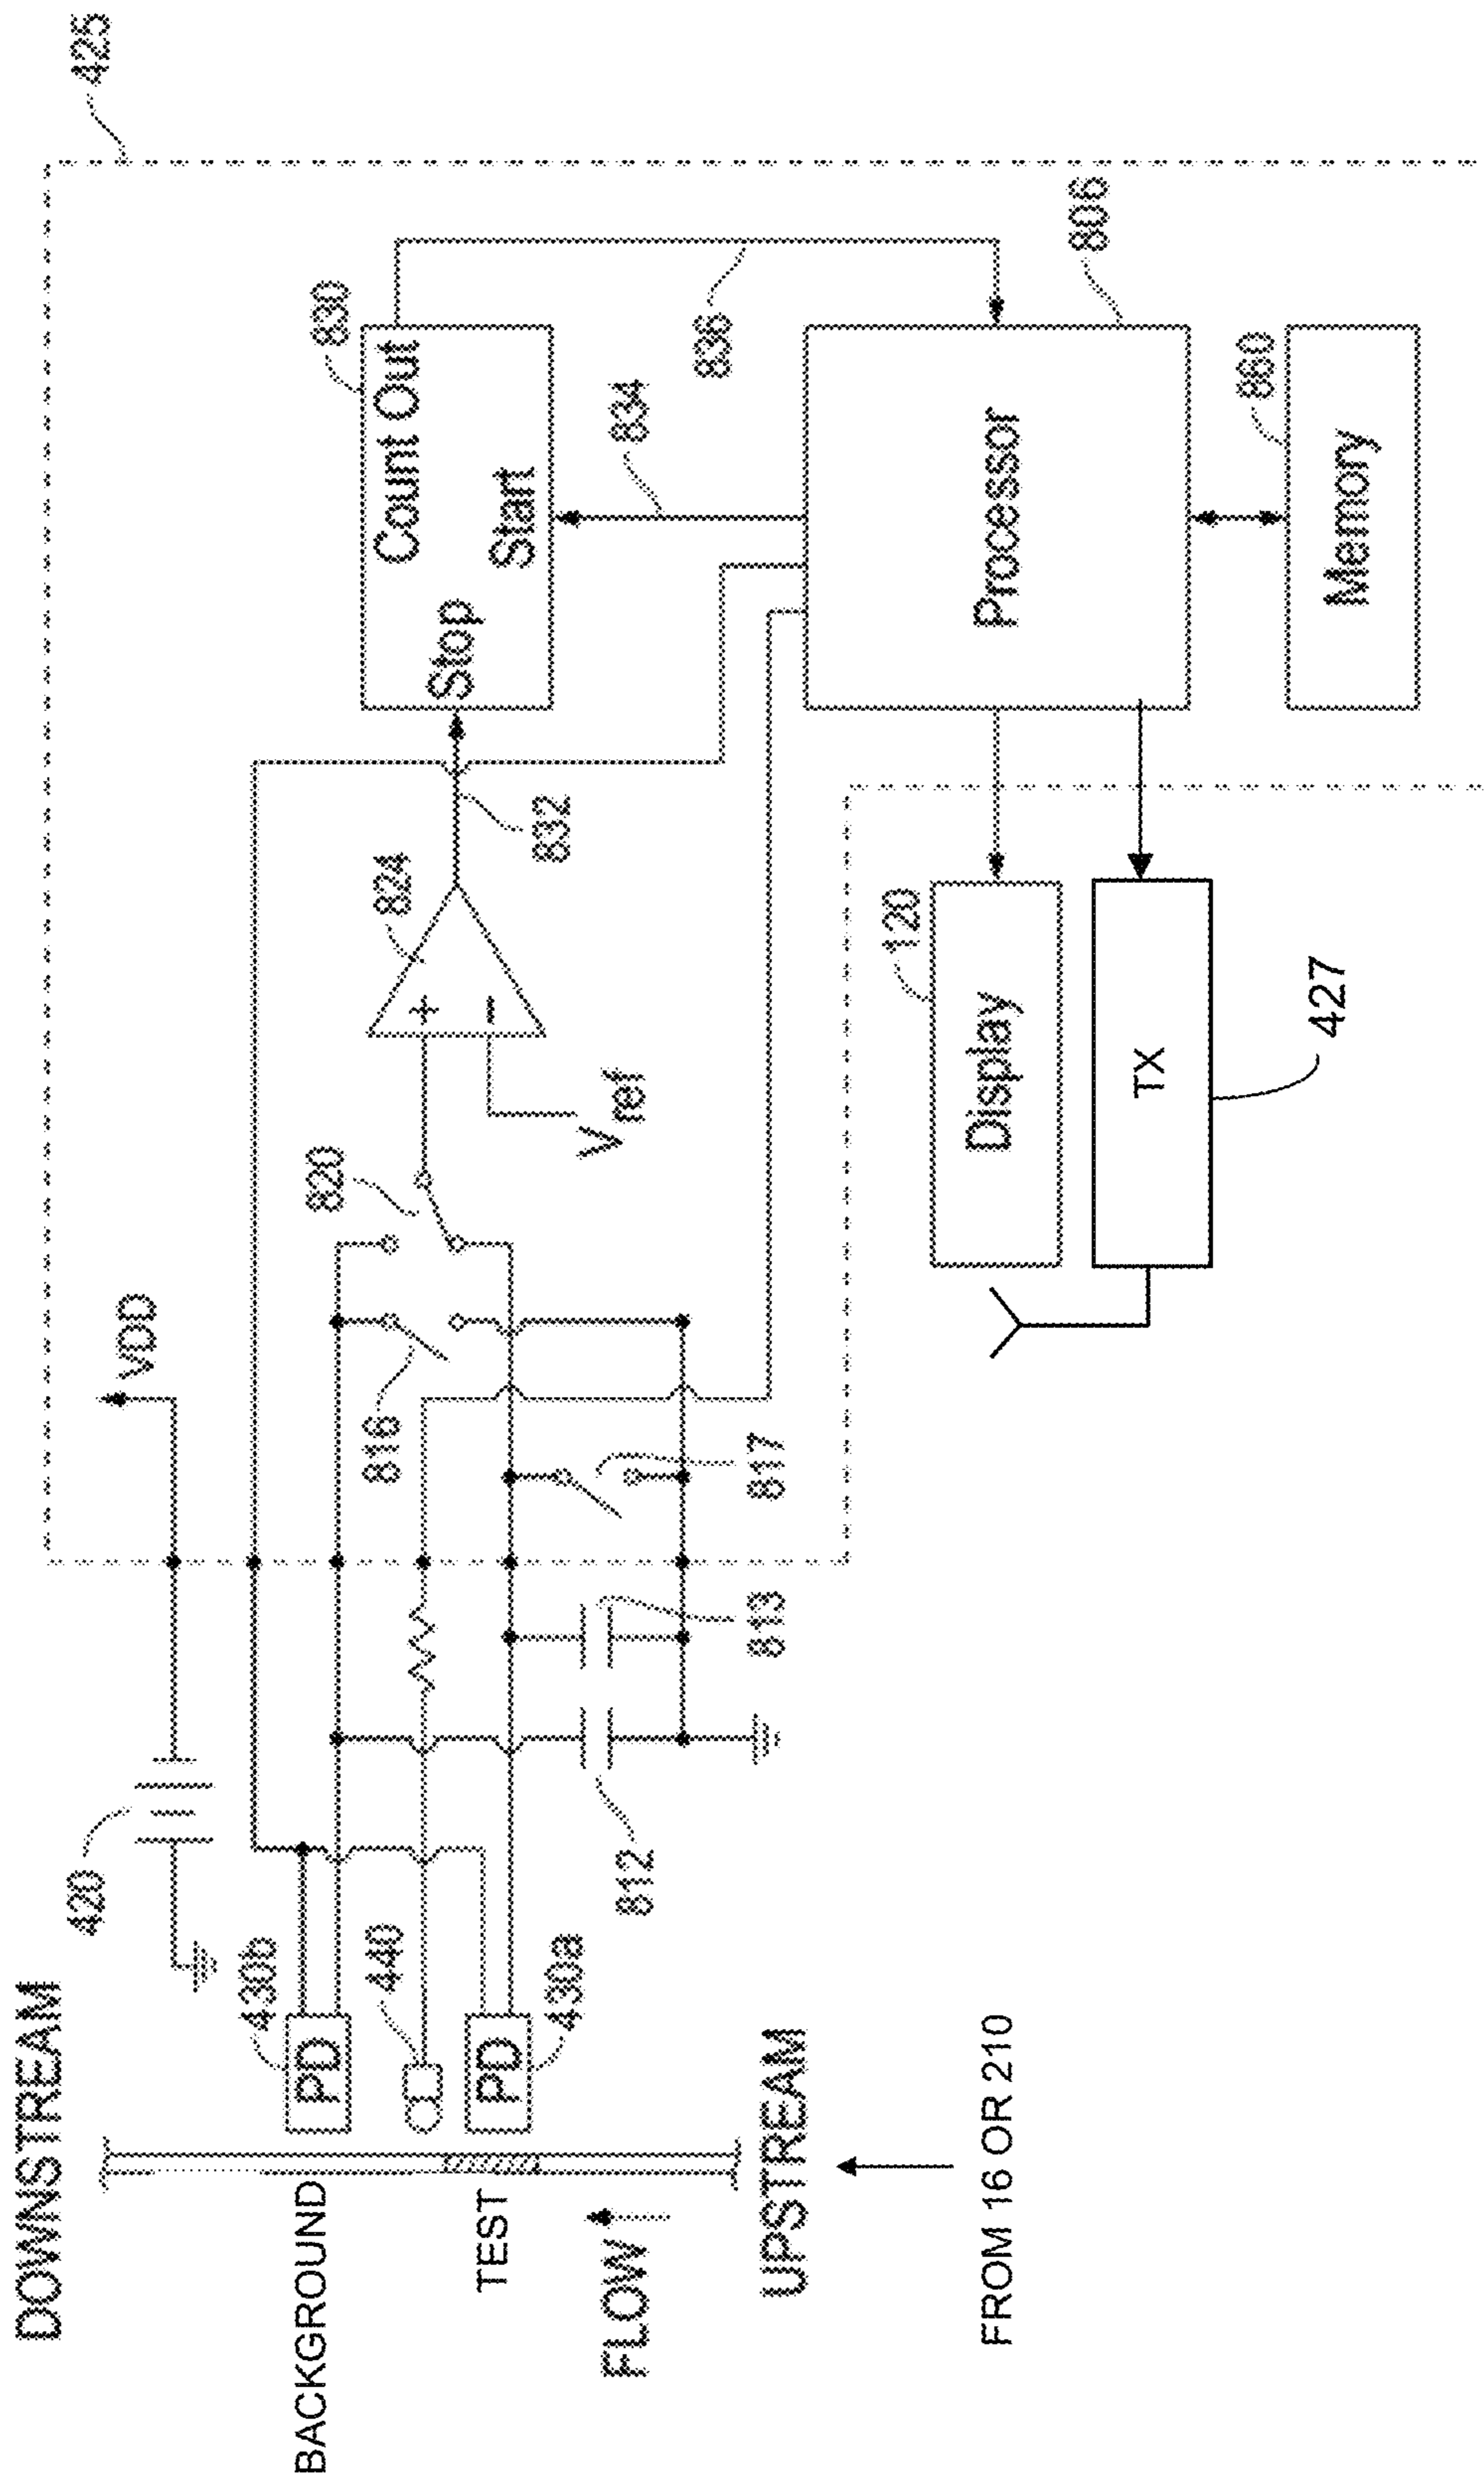 DOWNSTREAM
BACKGROUND
TEST
FLOW
UPSTREAM
FROM 16 OR 210
420
430b
PD
440
PD
430a
812
813
VDD
816
817
820
Vref
824
+
−
832
Stop
Count Out
Start
830
834
836
425
Processor
806
Memory
860
Display
120
TX
427